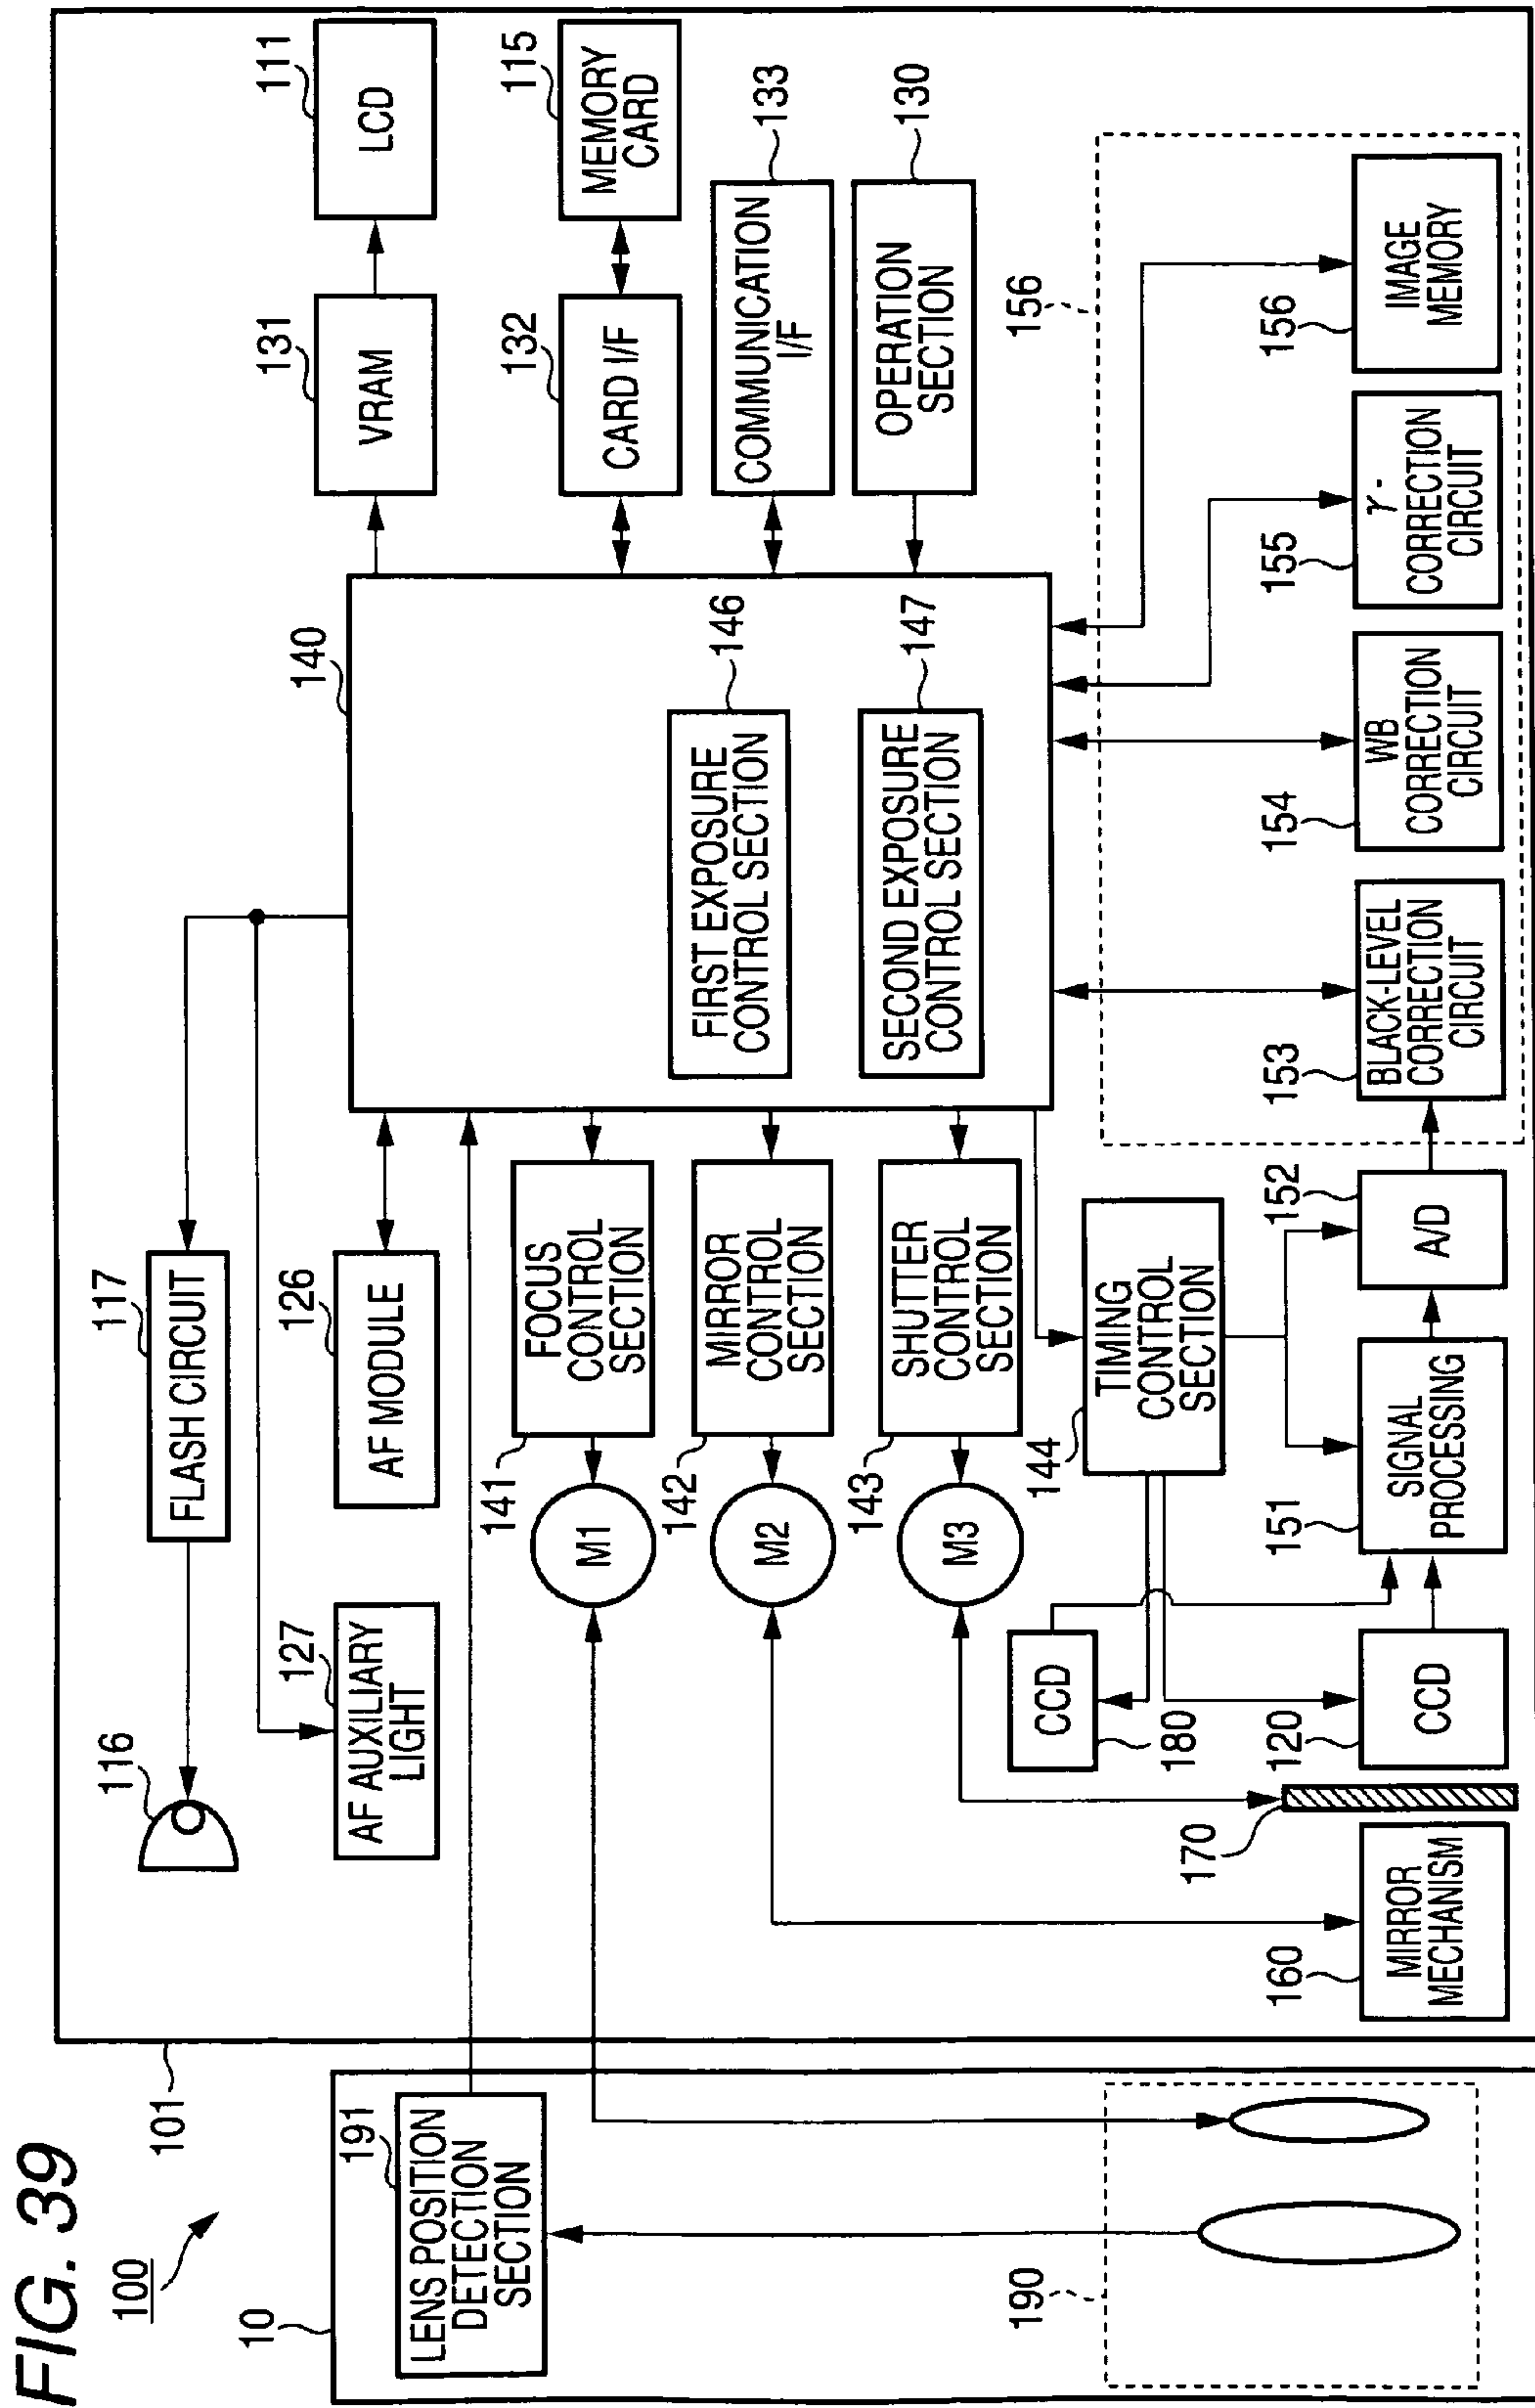 FIG. 39
100
10
101
191
LENS POSITION
DETECTION
SECTION
190
116
117
FLASH CIRCUIT
127
AF AUXILIARY
LIGHT
126
AF MODULE
141
M1
FOCUS
CONTROL
SECTION
142
M2
MIRROR
CONTROL
SECTION
143
M3
SHUTTER
CONTROL
SECTION
144
TIMING
CONTROL
SECTION
180
CCD
160
MIRROR
MECHANISM
170
120
CCD
151
SIGNAL
PROCESSING
152
A/D
140
146
FIRST EXPOSURE
CONTROL SECTION
147
SECOND EXPOSURE
CONTROL SECTION
131
VRAM
111
LCD
132
CARD I/F
115
MEMORY
CARD
133
COMMUNICATION
I/F
130
OPERATION
SECTION
156
153
BLACK-LEVEL
CORRECTION
CIRCUIT
154
WB
CORRECTION
CIRCUIT
155
γ-
CORRECTION
CIRCUIT
156
IMAGE
MEMORY